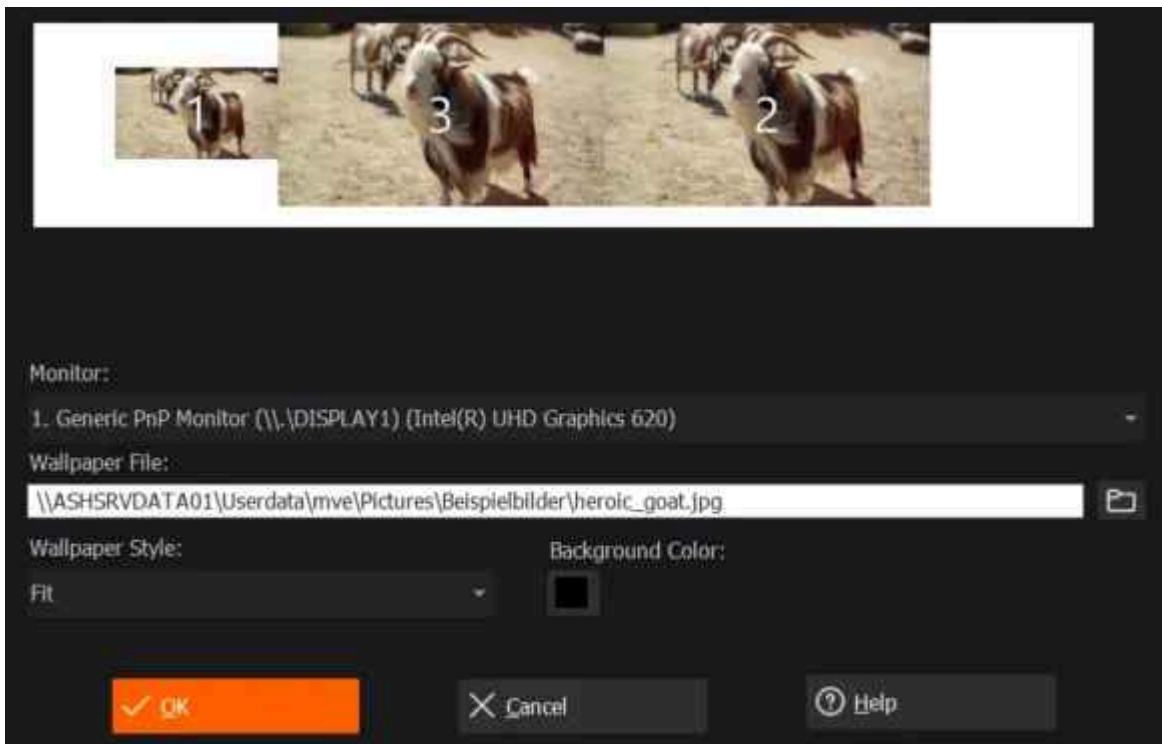 1
3
2
Monitor:
1. Generic PnP Monitor (\\.\DISPLAY1) (Intel(R) UHD Graphics 620)
Wallpaper File:
\\ASHSRVDATA01\Userdata\mve\Pictures\Beispielbilder\heroic_goat.jpg
Wallpaper Style:
Background Color:
Fit
OK
Cancel
Help